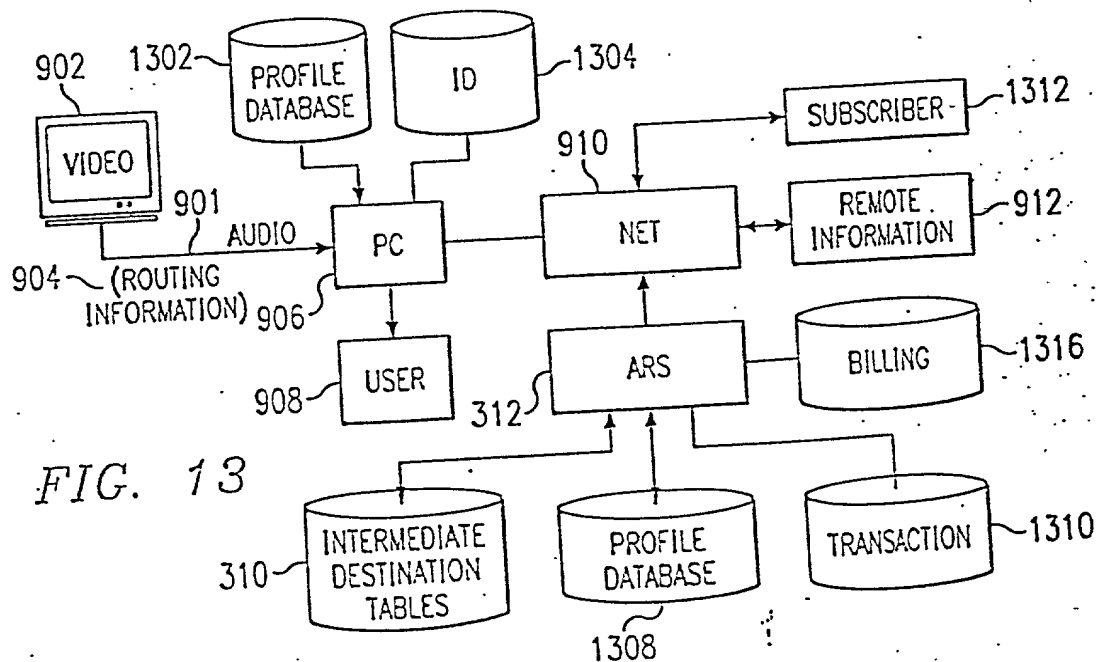 1302
PROFILE
DATABASE
ID
1304
902
VIDEO
901
AUDIO
904
(ROUTING
INFORMATION)
PC
906
USER
908
910
NET
SUBSCRIBER
1312
REMOTE
INFORMATION
912
ARS
312
BILLING
1316
FIG. 13
310
INTERMEDIATE
DESTINATION
TABLES
PROFILE
DATABASE
1308
TRANSACTION
1310